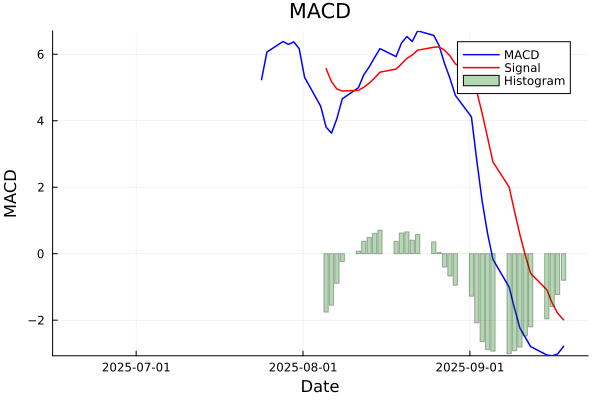 MACD
MACD
Signal
Histogram
6
4
2
0
−2
MACD
2025-07-01
2025-08-01
2025-09-01
Date